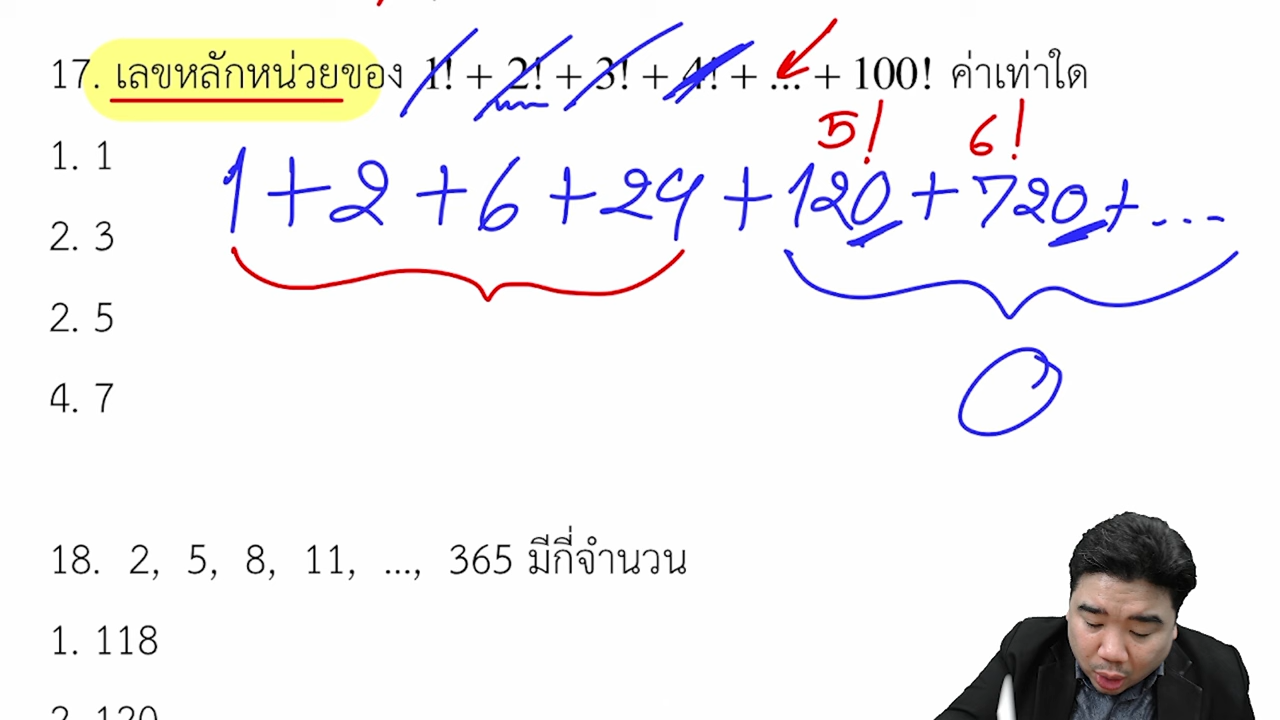 17. เลขหลักหน่วยของ 1! + 2! + 3! + 4! + ... + 100! ค่าเท่าใด
5! 6!
1. 1
1 + 2 + 6 + 24 + 120 + 720 + ...
2. 3
2. 5
0
4. 7
18. 2, 5, 8, 11, ..., 365 มีกี่จำนวน
1. 118
2. 120